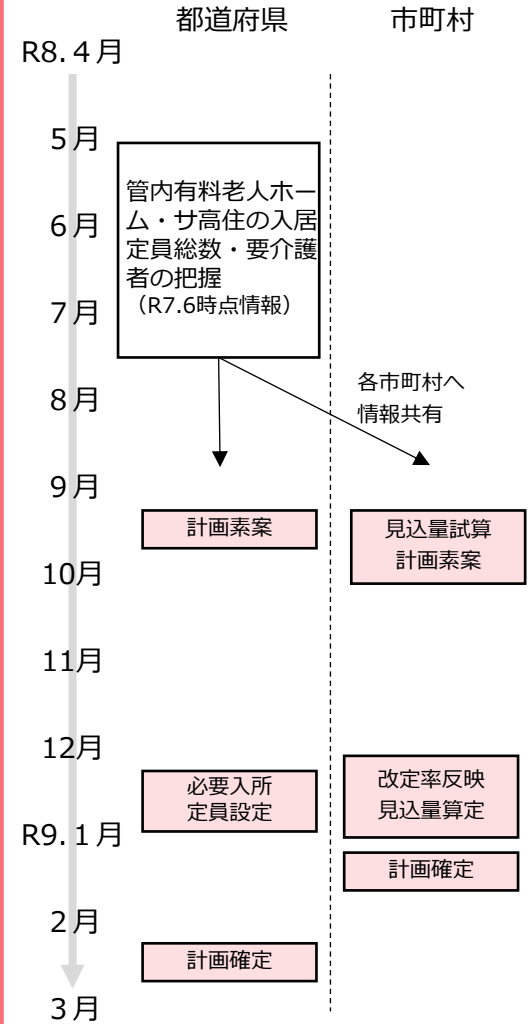 都道府県
市町村
R8.４月
5月
管内有料老人ホー
ム・サ高住の入居
定員総数・要介護
者の把握
（R7.6時点情報）
6月
7月
各市町村へ
情報共有
8月
9月
計画素案
見込量試算
計画素案
10月
11月
12月
必要入所
定員設定
改定率反映
見込量算定
R9.１月
計画確定
2月
計画確定
3月